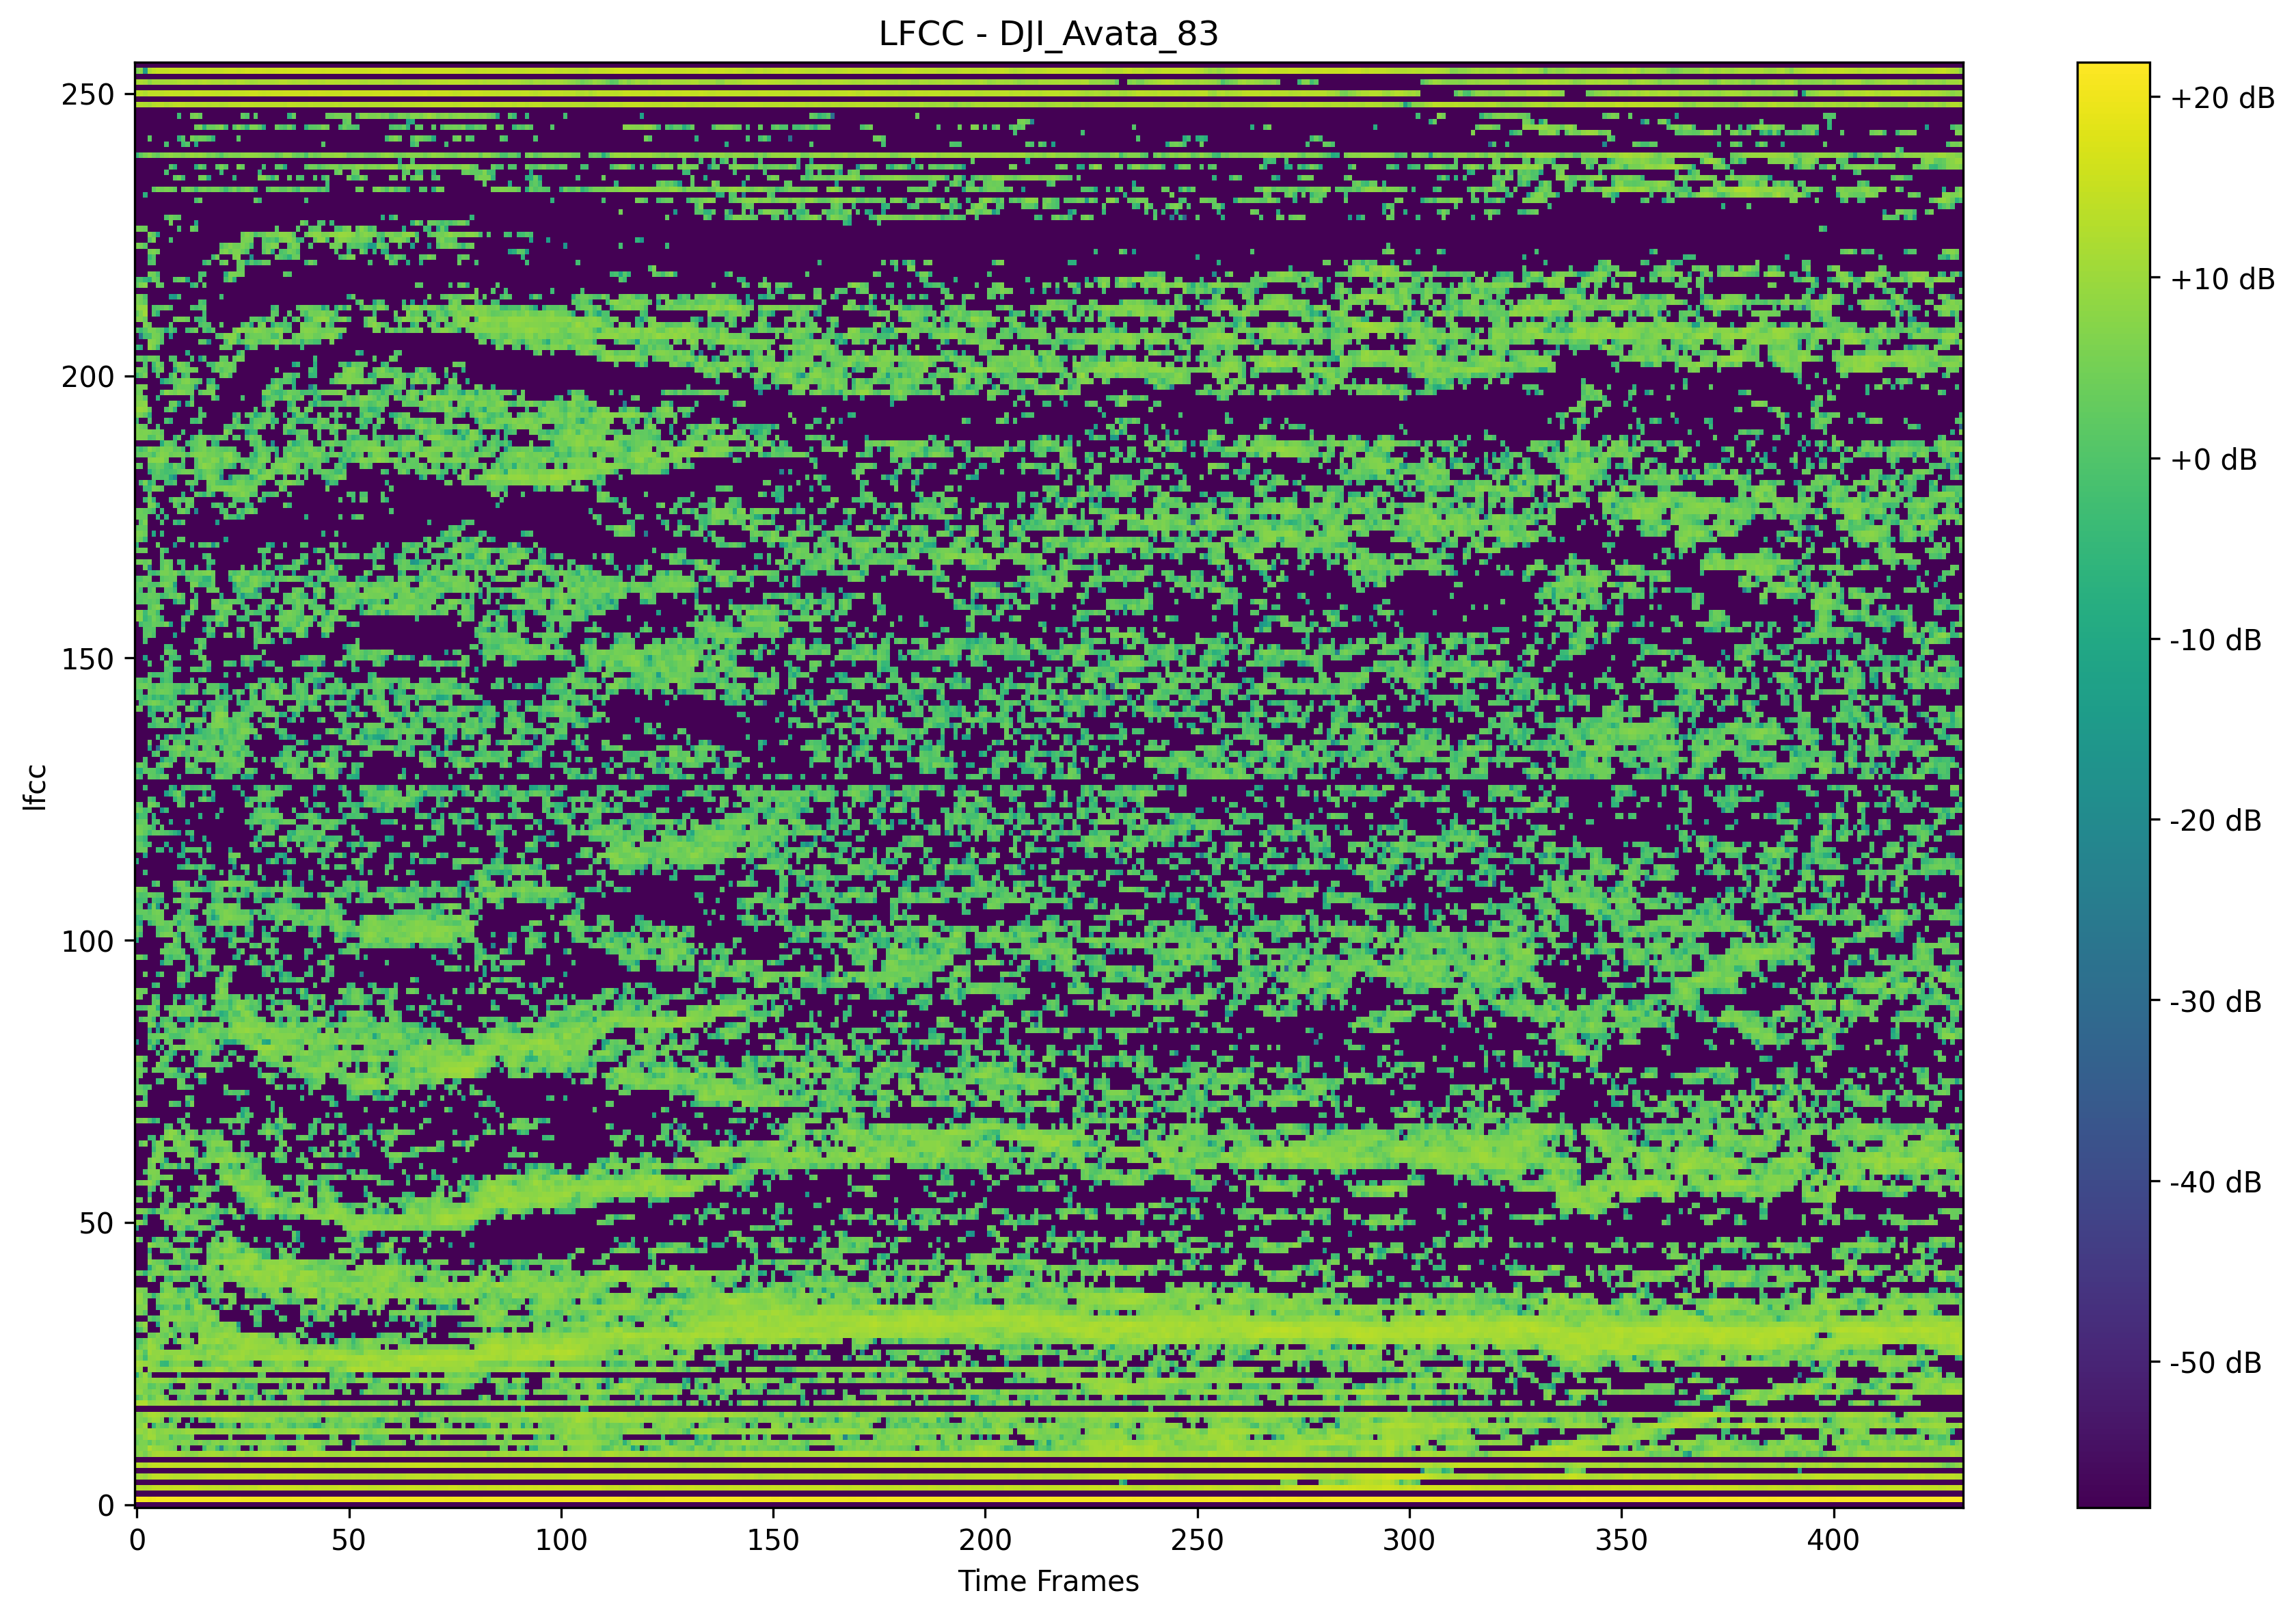 LFCC - DJI_Avata_83
lfcc
250
200
150
100
50
0
0 50 100 150 200 250 300 350 400
Time Frames
+20 dB
+10 dB
+0 dB
-10 dB
-20 dB
-30 dB
-40 dB
-50 dB